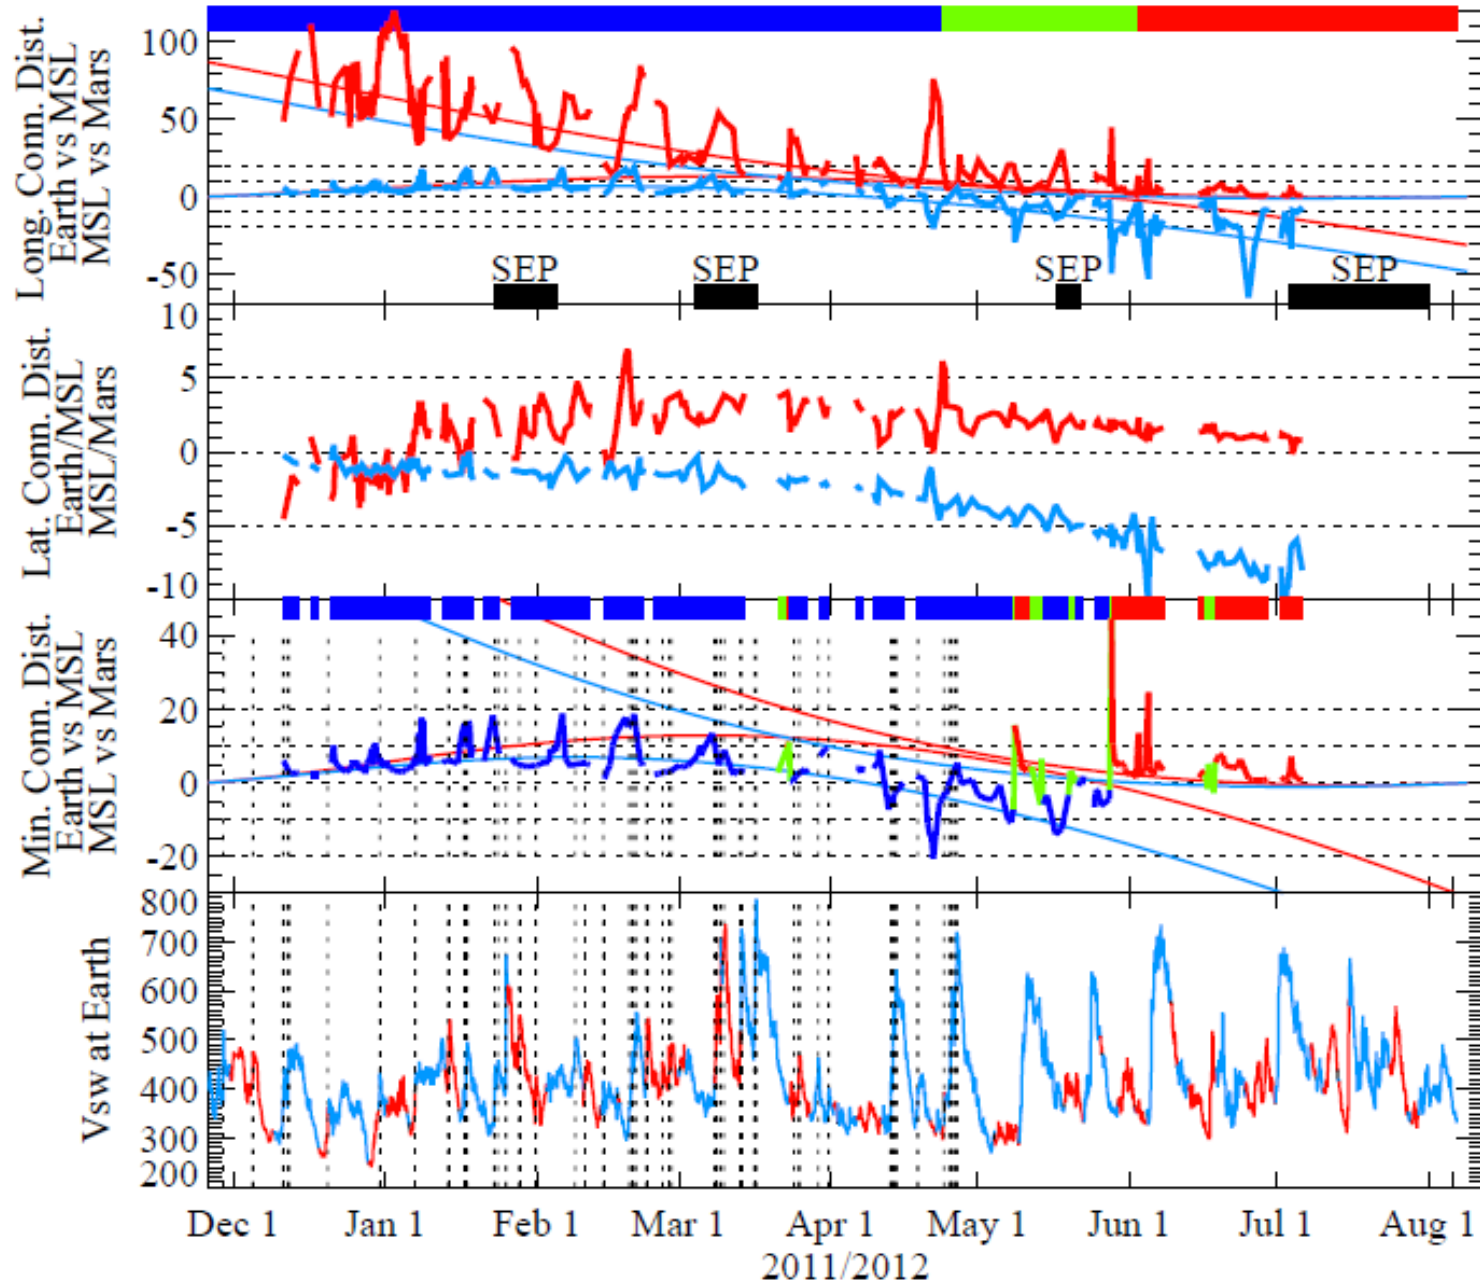 Long. Conn. Dist.
Earth vs MSL
MSL vs Mars
100
50
0
-50
SEP SEP SEP SEP
Lat. Conn. Dist.
Earth/MSL
MSL/Mars
10
5
0
-5
-10
Min. Conn. Dist.
Earth vs MSL
MSL vs Mars
40
20
0
-20
Vsw at Earth
800
700
600
500
400
300
200
Dec 1 Jan 1 Feb 1 Mar 1 Apr 1 May 1 Jun 1 Jul 1 Aug 1
2011/2012